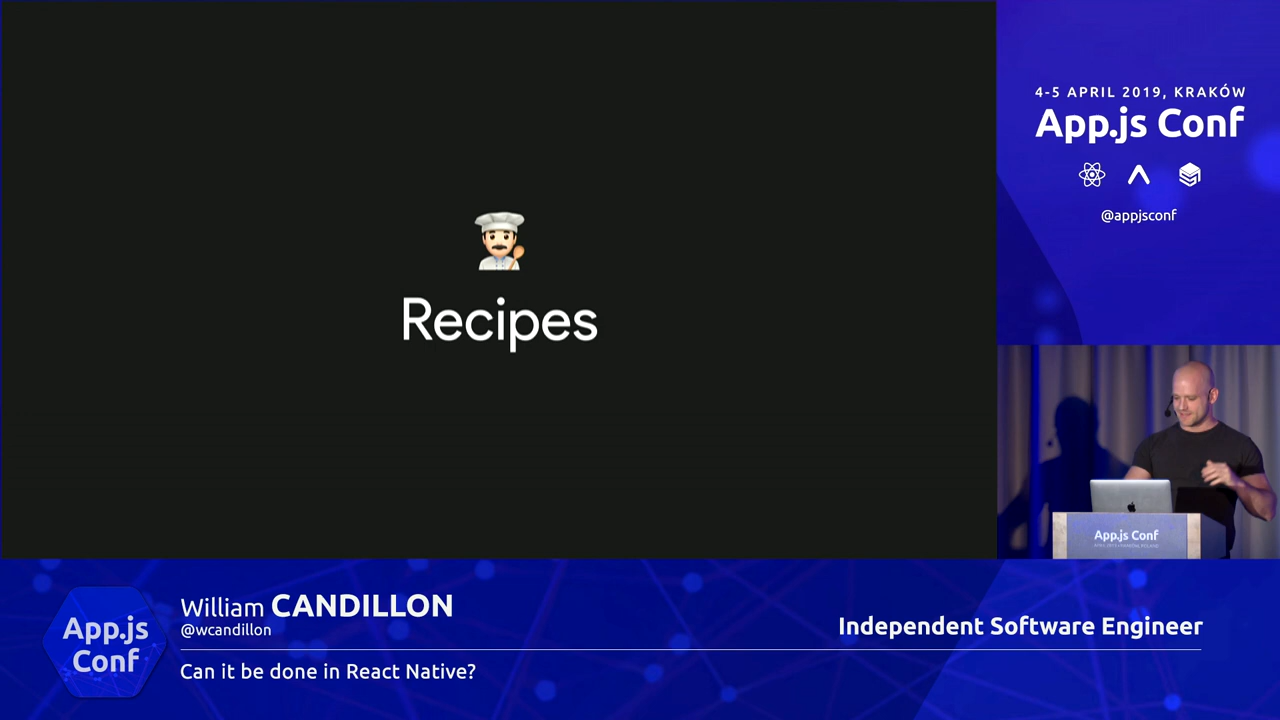 Recipes
4-5 APRIL 2019, KRAKÓW
App.js Conf
@appjsconf
App.js Conf
App.js
Conf
William CANDILLON
@wcandillon
Independent Software Engineer
Can it be done in React Native?